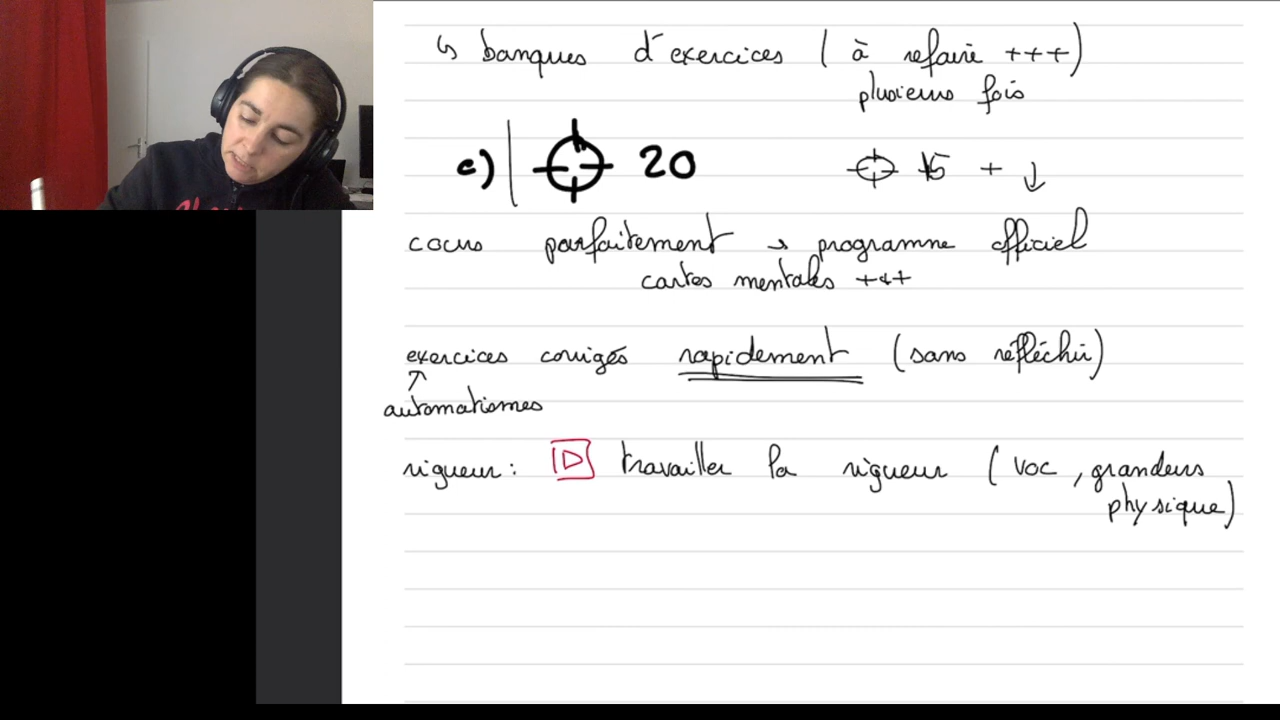 ↳ banques d'exercices ( à refaire +++)
plusieurs fois
c) 20 15 + ↓
cours parfaitement → programme officiel
cartes mentales +++
exercices corrigés rapidement (sans réfléchir)
↑
automatismes
rigueur : travailler la rigueur (voc, grandeurs
physique)